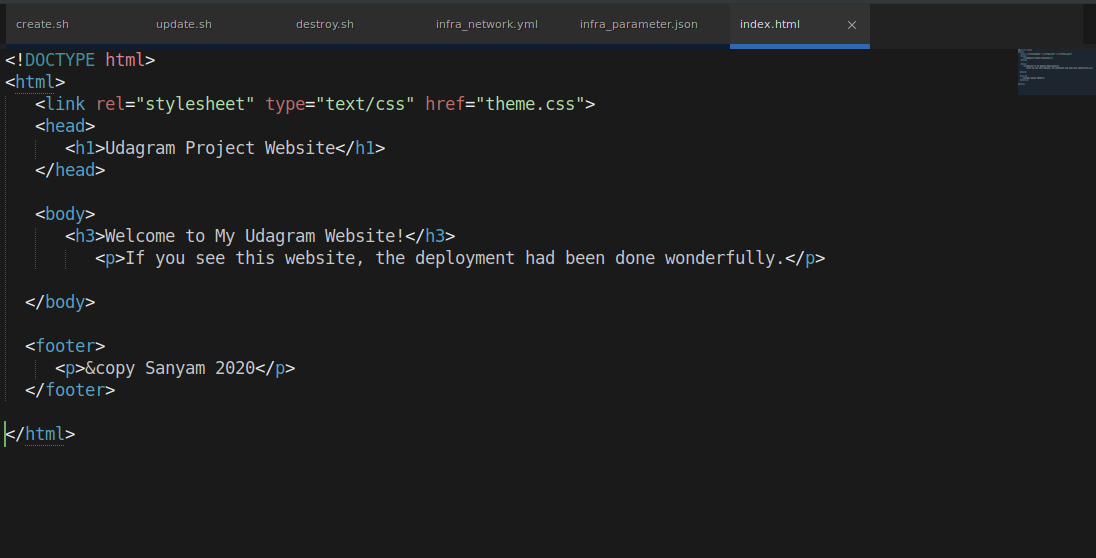 create.sh update.sh destroy.sh infra_network.yml infra_parameter.json index.html ×
<!DOCTYPE html>
<html>
<link rel="stylesheet" type="text/css" href="theme.css">
<head>
<h1>Udagram Project Website</h1>
</head>
<body>
<h3>Welcome to My Udagram Website!</h3>
<p>If you see this website, the deployment had been done wonderfully.</p>
</body>
<footer>
<p>&copy Sanyam 2020</p>
</footer>
</html>